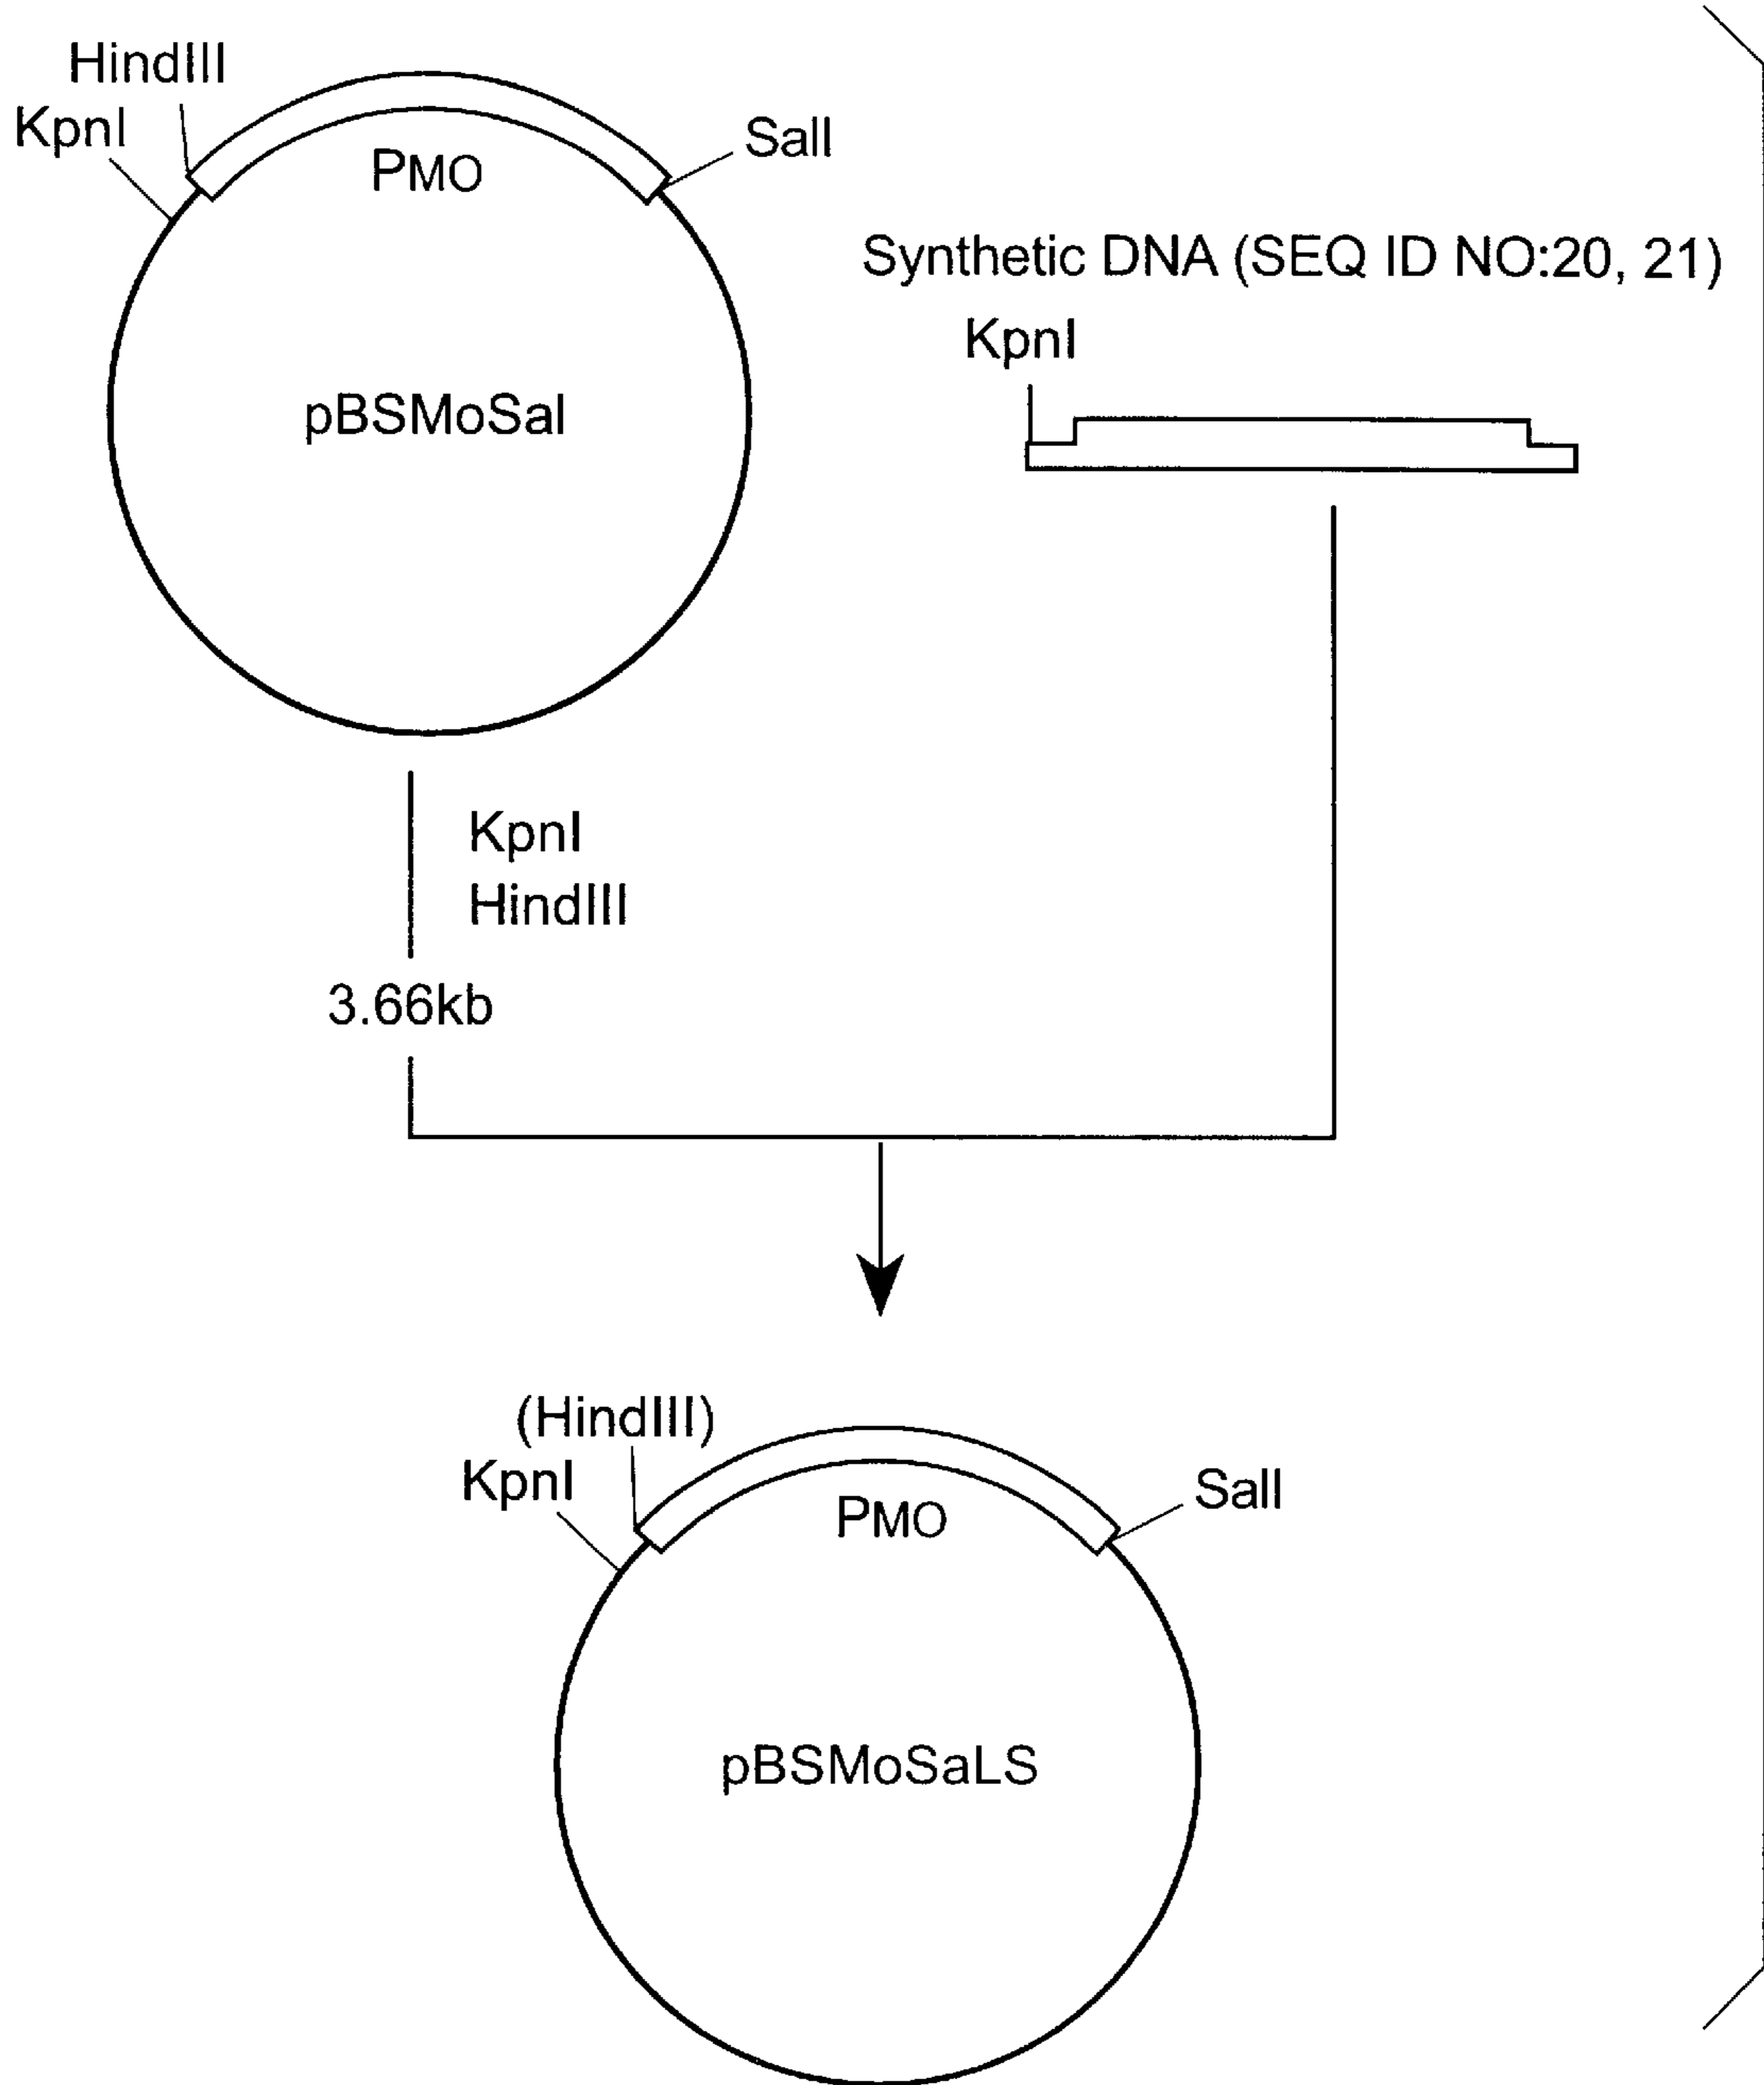 HindIII
KpnI
SalI
PMO
Synthetic DNA (SEQ ID NO:20, 21)
KpnI
pBSMoSal
KpnI
HindIII
3.66kb
(HindIII)
KpnI
SalI
PMO
pBSMoSaLS